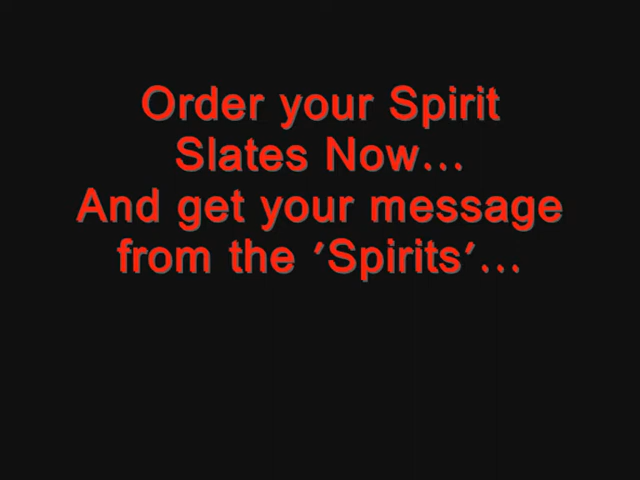 Order your Spirit
Slates Now...
And get your message
from the 'Spirits'...